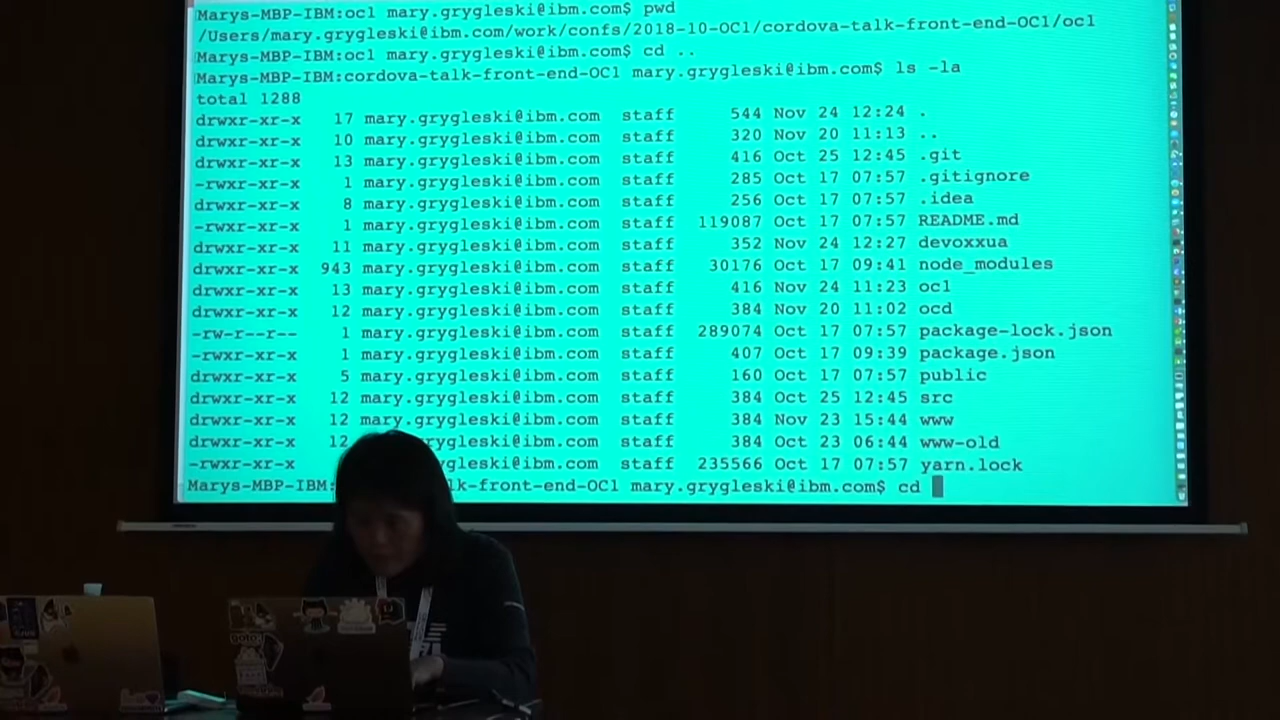 Marys-MBP-IBM:oc1 mary.grygleski@ibm.com$ pwd
/Users/mary.grygleski@ibm.com/work/confs/2018-10-OC1/cordova-talk-front-end-OC1/oc1
Marys-MBP-IBM:oc1 mary.grygleski@ibm.com$ cd ..
Marys-MBP-IBM:cordova-talk-front-end-OC1 mary.grygleski@ibm.com$ ls -la
total 1288
drwxr-xr-x 17 mary.grygleski@ibm.com staff 544 Nov 24 12:24 .
drwxr-xr-x 10 mary.grygleski@ibm.com staff 320 Nov 20 11:13 ..
drwxr-xr-x 13 mary.grygleski@ibm.com staff 416 Oct 25 12:45 .git
-rwxr-xr-x 1 mary.grygleski@ibm.com staff 285 Oct 17 07:57 .gitignore
drwxr-xr-x 8 mary.grygleski@ibm.com staff 256 Oct 17 07:57 .idea
-rwxr-xr-x 1 mary.grygleski@ibm.com staff 119087 Oct 17 07:57 README.md
drwxr-xr-x 11 mary.grygleski@ibm.com staff 352 Nov 24 12:27 devoxxua
drwxr-xr-x 943 mary.grygleski@ibm.com staff 30176 Oct 17 09:41 node_modules
drwxr-xr-x 13 mary.grygleski@ibm.com staff 416 Nov 24 11:23 oc1
drwxr-xr-x 12 mary.grygleski@ibm.com staff 384 Nov 20 11:02 ocd
-rw-r--r-- 1 mary.grygleski@ibm.com staff 289074 Oct 17 07:57 package-lock.json
-rwxr-xr-x 1 mary.grygleski@ibm.com staff 407 Oct 17 09:39 package.json
drwxr-xr-x 5 mary.grygleski@ibm.com staff 160 Oct 17 07:57 public
drwxr-xr-x 12 mary.grygleski@ibm.com staff 384 Oct 25 12:45 src
drwxr-xr-x 12 mary.grygleski@ibm.com staff 384 Nov 23 15:44 www
drwxr-xr-x 12 grygleski@ibm.com staff 384 Oct 23 06:44 www-old
-rwxr-xr-x ygleski@ibm.com staff 235566 Oct 17 07:57 yarn.lock
Marys-MBP-IBM: lk-front-end-OC1 mary.grygleski@ibm.com$ cd
goto;